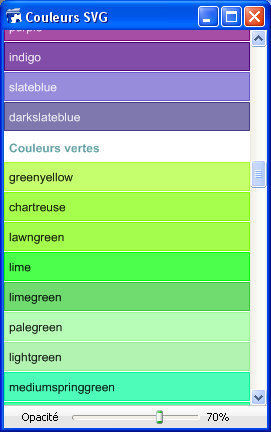 Couleurs SVG
purple
indigo
slateblue
darkslateblue
Couleurs vertes
greenyellow
chartreuse
lawngreen
lime
limegreen
palegreen
lightgreen
mediumspringgreen
Opacité
70%